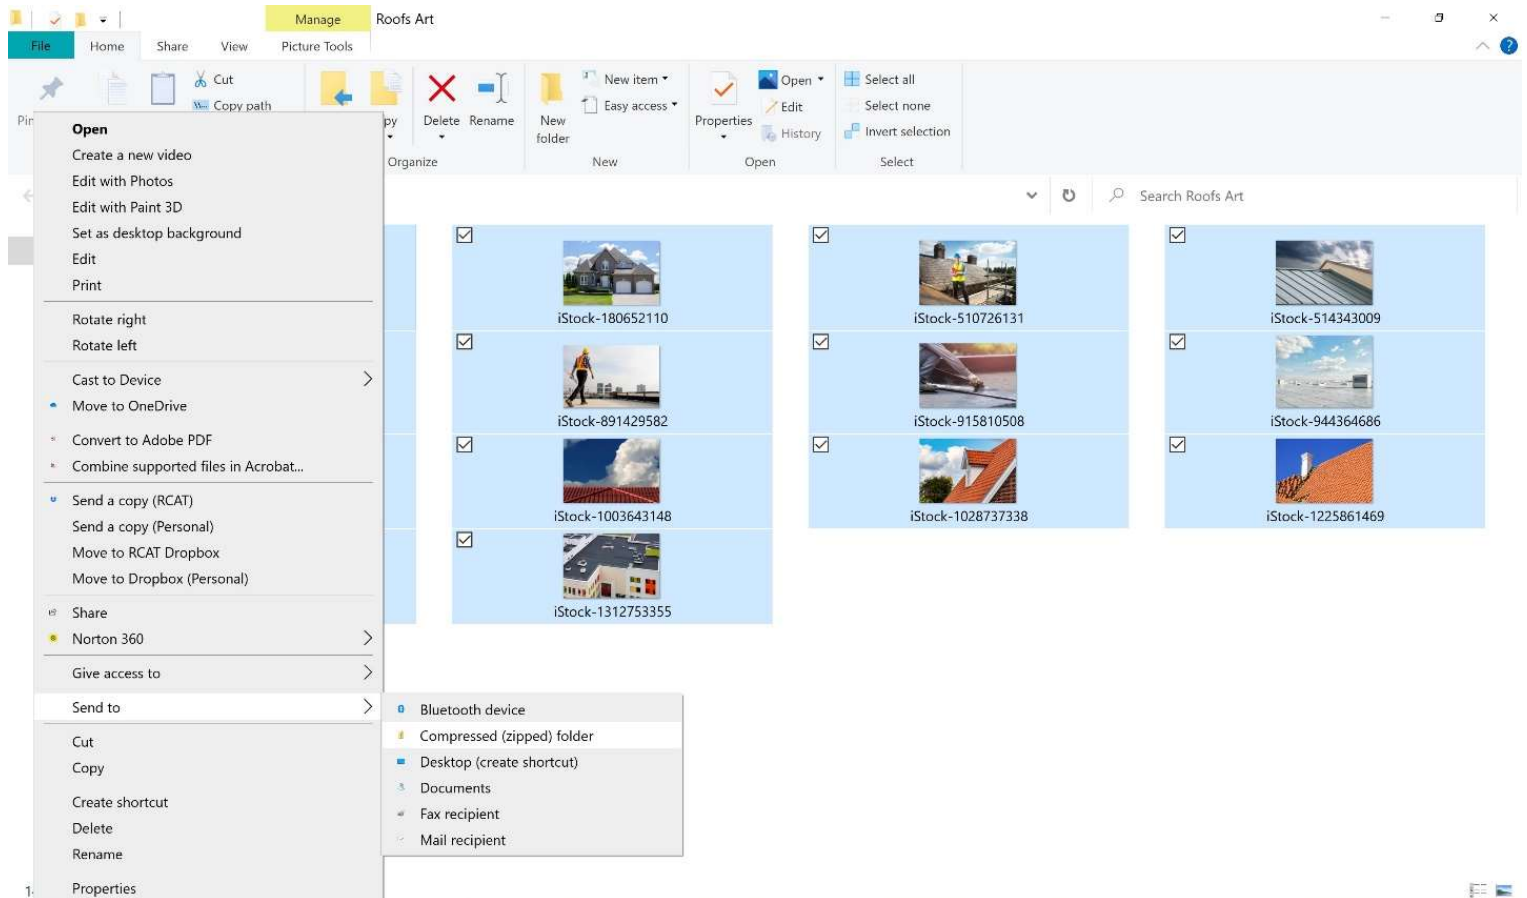 Manage
Roofs Art
File
Home
Share
View
Picture Tools
Cut
Copy path
Delete
Rename
New folder
New item
Easy access
Properties
Open
Edit
History
Select all
Select none
Invert selection
Organize
New
Open
Select
Search Roofs Art
Open
Create a new video
Edit with Photos
Edit with Paint 3D
Set as desktop background
Edit
Print
Rotate right
Rotate left
Cast to Device
Move to OneDrive
Convert to Adobe PDF
Combine supported files in Acrobat...
Send a copy (RCAT)
Send a copy (Personal)
Move to RCAT Dropbox
Move to Dropbox (Personal)
Share
Norton 360
Give access to
Send to
Cut
Copy
Create shortcut
Delete
Rename
Properties
Bluetooth device
Compressed (zipped) folder
Desktop (create shortcut)
Documents
Fax recipient
Mail recipient
iStock-180652110
iStock-510726131
iStock-514343009
iStock-891429582
iStock-915810508
iStock-944364686
iStock-1003643148
iStock-1028737338
iStock-1225861469
iStock-1312753355